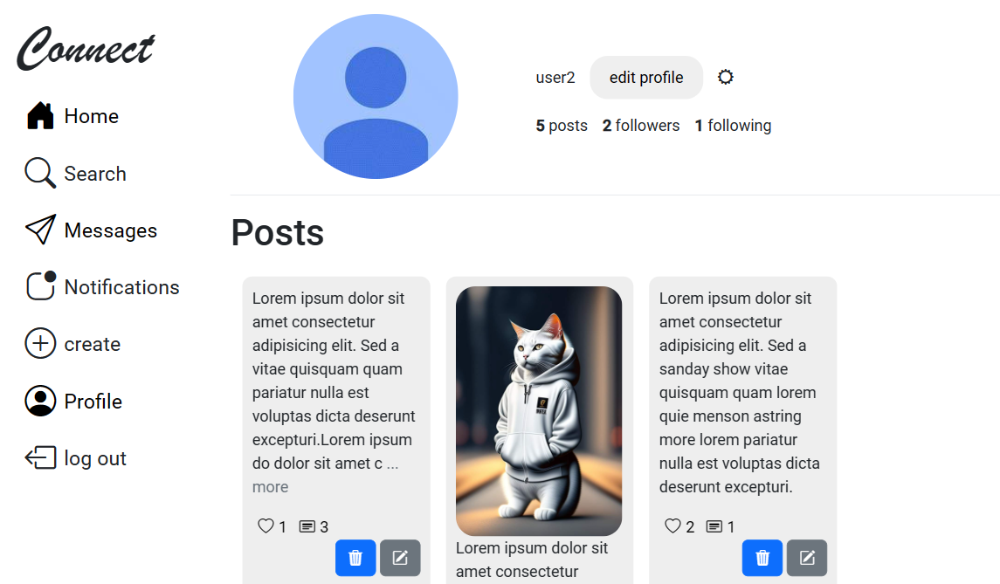 Connect
Home
Search
Messages
Notifications
create
Profile
log out
user2
edit profile
5 posts 2 followers 1 following
Posts
Lorem ipsum dolor sit
amet consectetur
adipisicing elit. Sed a
vitae quisquam quam
pariatur nulla est
voluptas dicta deserunt
excepturi.Lorem ipsum
do dolor sit amet c ...
more
1 3
Lorem ipsum dolor sit
amet consectetur
Lorem ipsum dolor sit
amet consectetur
adipisicing elit. Sed a
sanday show vitae
quisquam quam lorem
quie menson astring
more lorem pariatur
nulla est voluptas dicta
deserunt excepturi.
2 1